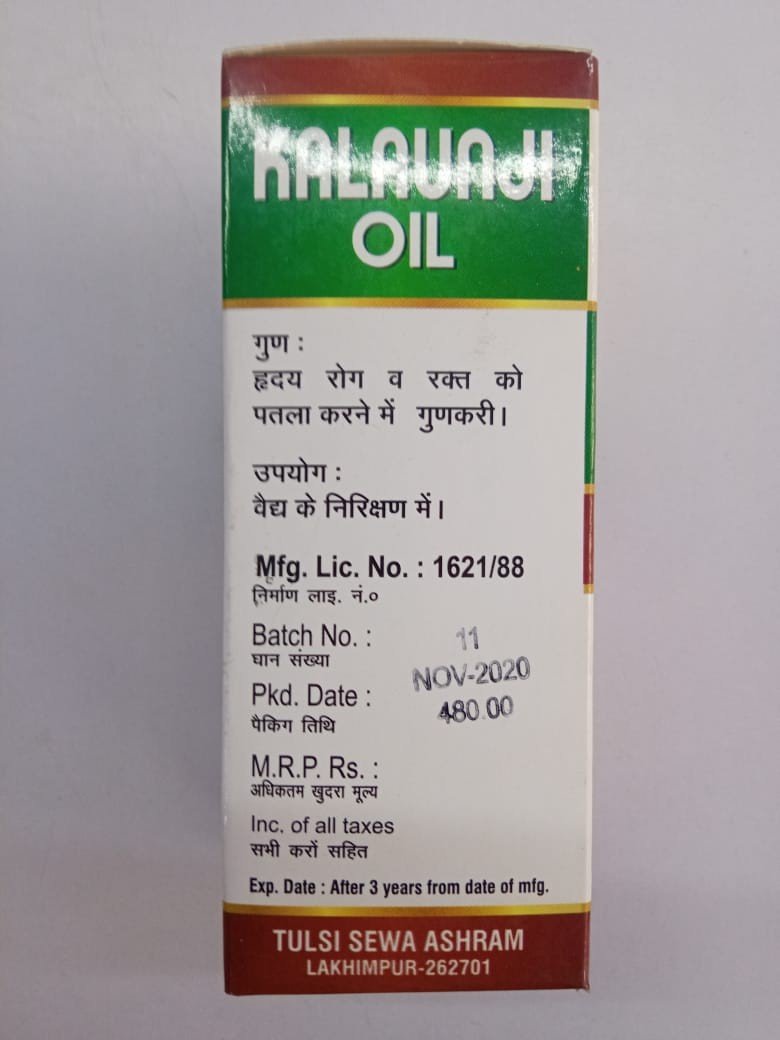 KALAUNJI
OIL
गुण :
हृदय रोग व रक्त को
पतला करने में गुणकरी।
उपयोग :
वैद्य के निरिक्षण में।
Mfg. Lic. No. : 1621/88
निर्माण लाइ. नं.०
Batch No. : 11
घान संख्या
NOV-2020
Pkd. Date :
480.00
पैकिग तिथि
M.R.P. Rs. :
अधिकतम खुदरा मूल्य
Inc. of all taxes
सभी करों सहित
Exp. Date : After 3 years from date of mfg.
TULSI SEWA ASHRAM
LAKHIMPUR-262701